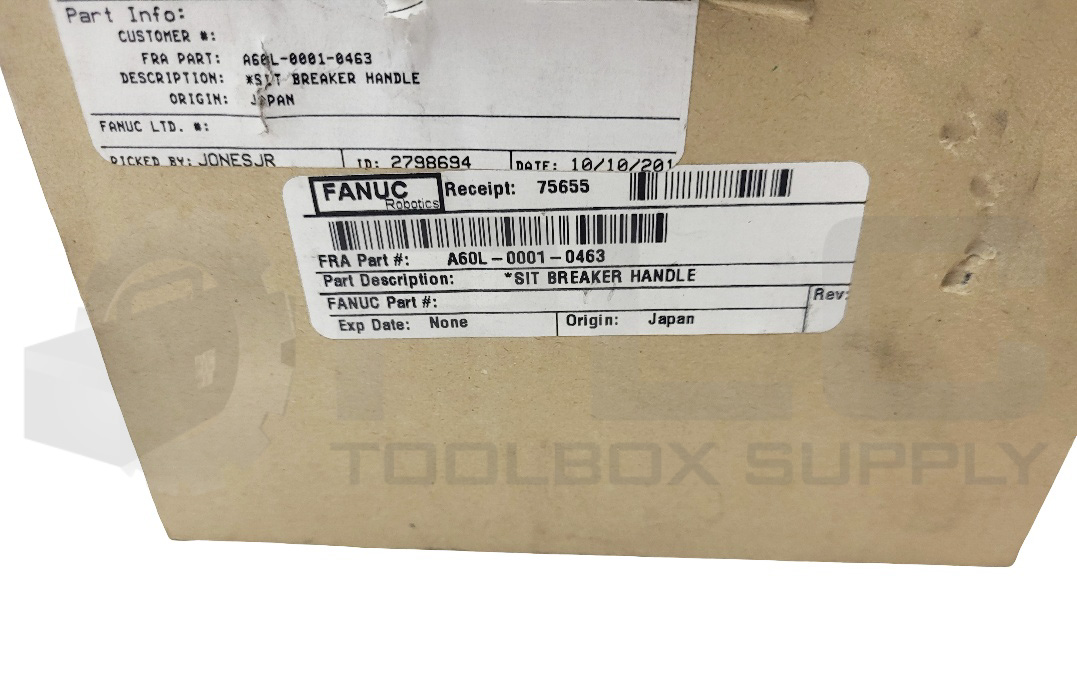 Part Info:
CUSTOMER #:
FRA PART: A60L-0001-0463
DESCRIPTION: *SIT BREAKER HANDLE
ORIGIN: JAPAN
FANUC LTD. #:
PICKED BY: JONESJR ID: 2798694 DATE: 10/10/201
FANUC Robotics Receipt: 75655
FRA Part #: A60L-0001-0463
Part Description: *SIT BREAKER HANDLE
FANUC Part #: Rev:
Exp Date: None Origin: Japan
TOOLBOX SUPPLY